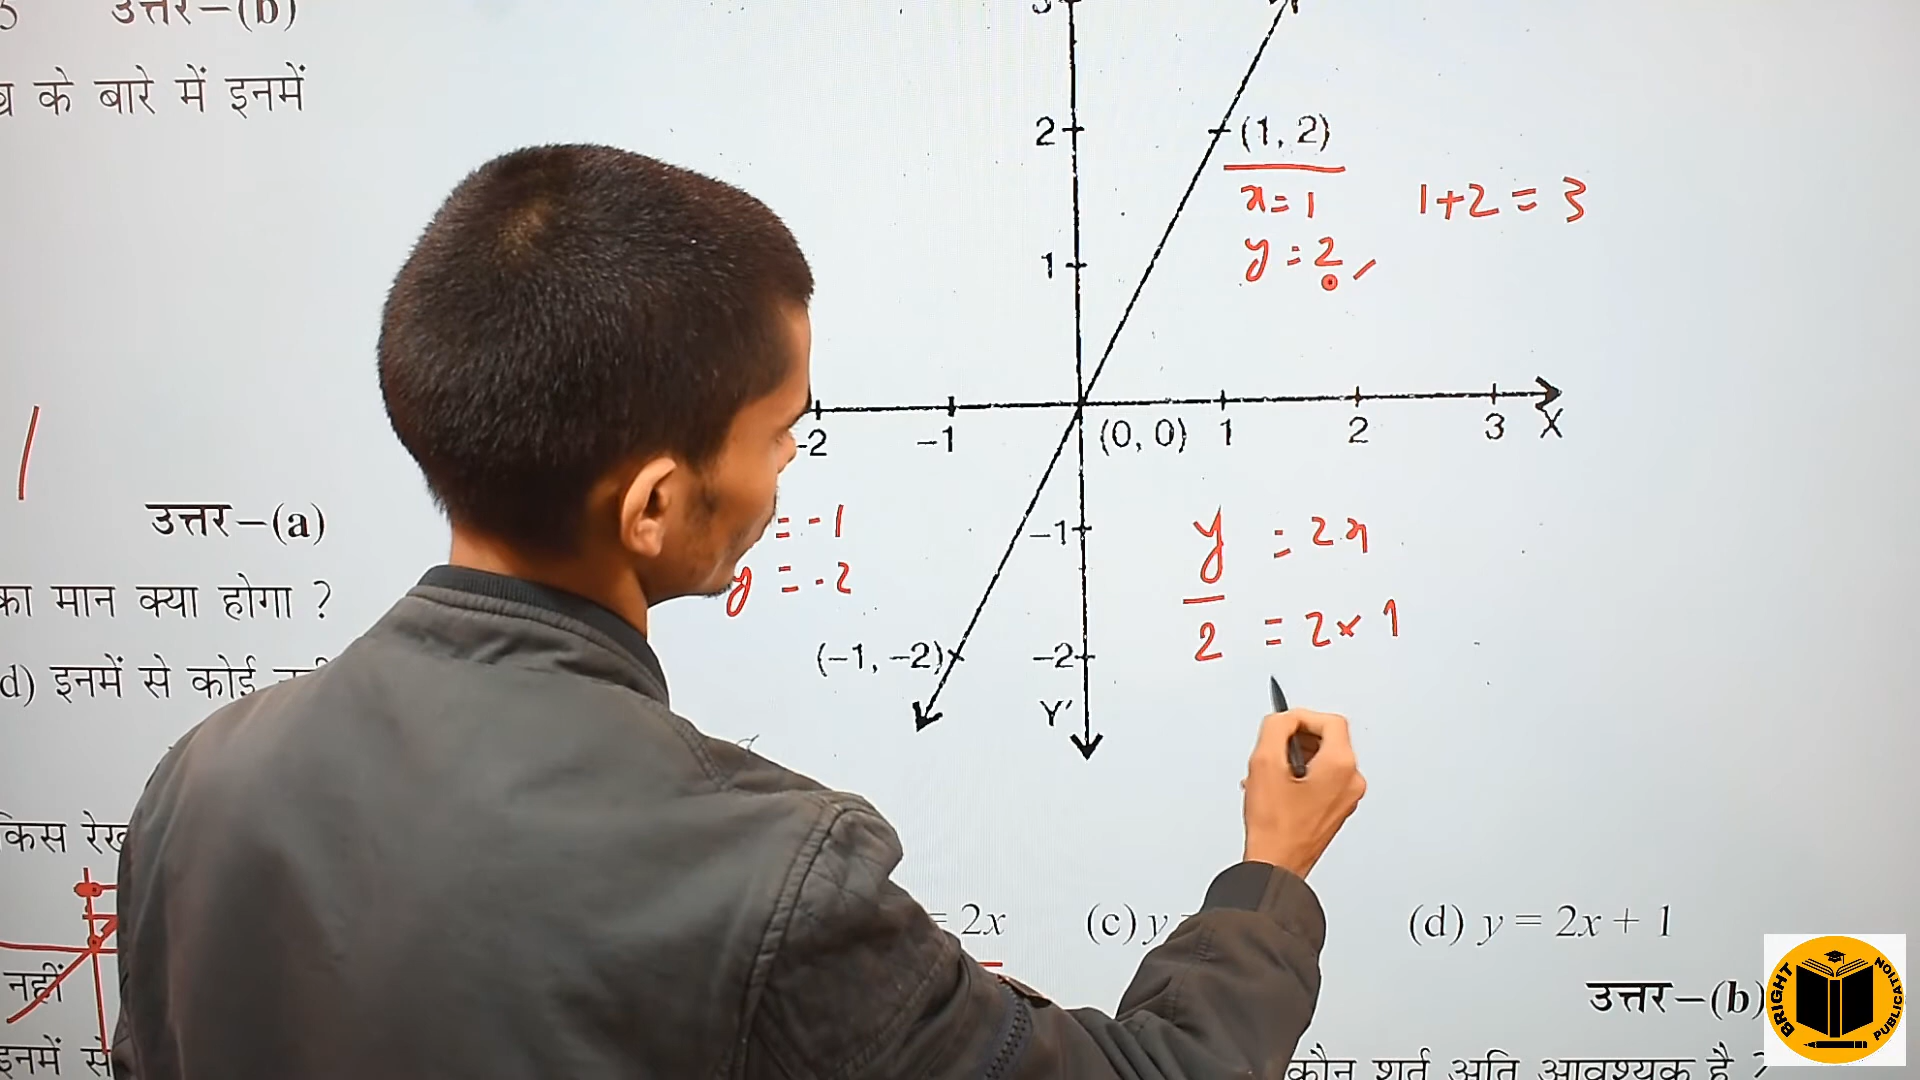 उत्तर–(b)
के बारे में इनमें
3
2
(1, 2)
x = 1
1+2 = 3
y = 2
1
-2
–1
(0, 0)
1
2
3
X
उत्तर–(a)
= -1
y = -2
–1
y = 2x
2 = 2 × 1
का मान क्या होगा ?
(–1, –2)
–2
d) इनमें से कोई
Y'
किस
= 2x
(c) y
(d) y = 2x + 1
नहीं
उत्तर–(b)
इनमें से
कौन शर्त अति आवश्यक है ?
BRIGHT PUBLICATION